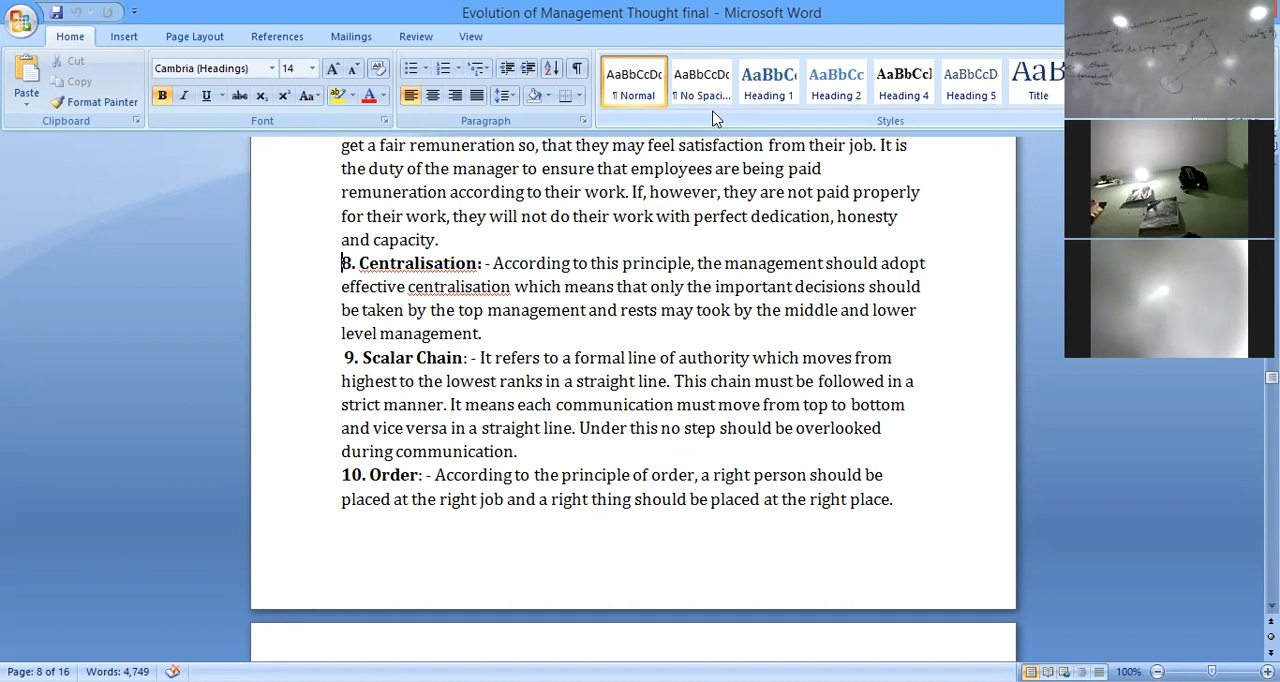 Evolution of Management Thought final - Microsoft Word
Home Insert Page Layout References Mailings Review View
Paste
Cut
Copy
Format Painter
Clipboard
Cambria (Headings) 14
Font
Paragraph
AaBbCcDc AaBbCcDc AaBbC AaBbCc AaBbCcI AaBbCcD AaB
¶ Normal ¶ No Spaci... Heading 1 Heading 2 Heading 4 Heading 5 Title
Styles
get a fair remuneration so, that they may feel satisfaction from their job. It is
the duty of the manager to ensure that employees are being paid
remuneration according to their work. If, however, they are not paid properly
for their work, they will not do their work with perfect dedication, honesty
and capacity.
8. Centralisation: - According to this principle, the management should adopt
effective centralisation which means that only the important decisions should
be taken by the top management and rests may took by the middle and lower
level management.
9. Scalar Chain: - It refers to a formal line of authority which moves from
highest to the lowest ranks in a straight line. This chain must be followed in a
strict manner. It means each communication must move from top to bottom
and vice versa in a straight line. Under this no step should be overlooked
during communication.
10. Order: - According to the principle of order, a right person should be
placed at the right job and a right thing should be placed at the right place.
Page: 8 of 16 Words: 4,749 100%